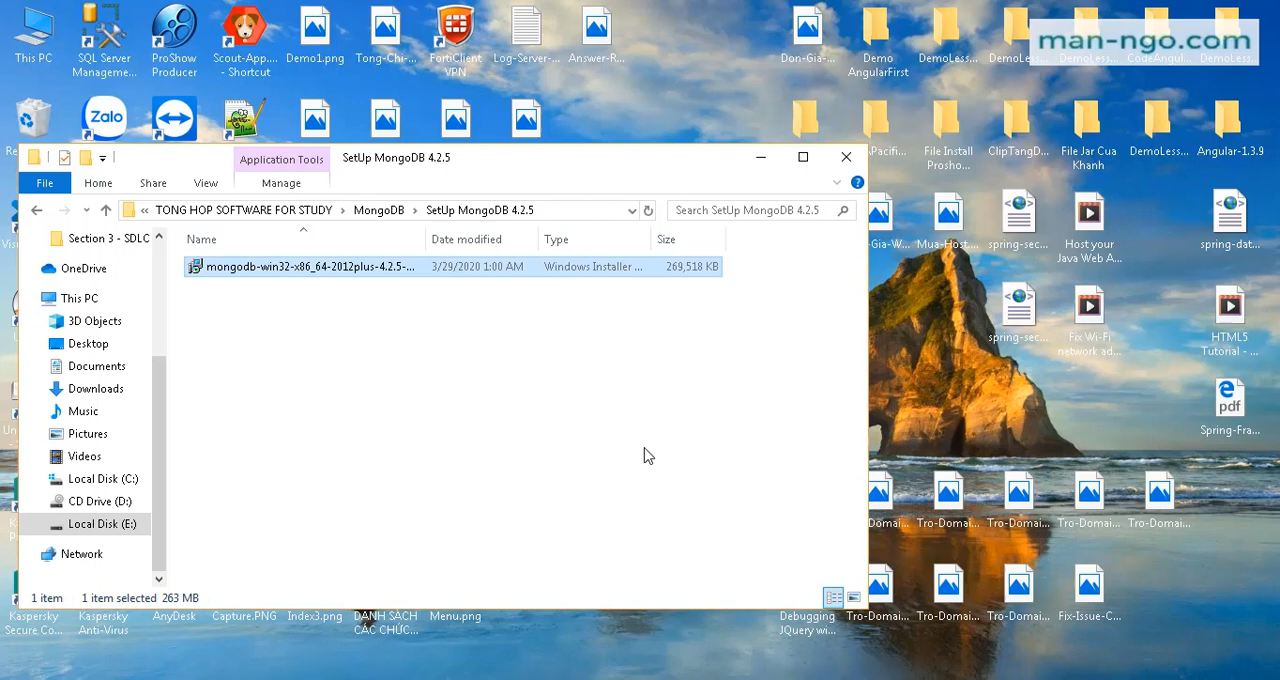 This PC
SQL Server
Manageme...
ProShow
Producer
Scout-App...
- Shortcut
Demo1.png
Tong-Chi-...
FortiClient
VPN
Log-Server-...
Answer-R...
Don-Gia-...
Demo
AngularFirst
DemoLess...
DemoLes...
CodeAngul...
DemoLess...
man-ngo.com
Zalo
File Install
Prosho...
ClipTangD...
File Jar Cua
Khanh
DemoLess...
Angular-1.3.9
Application Tools
SetUp MongoDB 4.2.5
File
Home
Share
View
Manage
« TONG HOP SOFTWARE FOR STUDY > MongoDB > SetUp MongoDB 4.2.5
Search SetUp MongoDB 4.2.5
Section 3 - SDLC
OneDrive
This PC
3D Objects
Desktop
Documents
Downloads
Music
Pictures
Videos
Local Disk (C:)
CD Drive (D:)
Local Disk (E:)
Network
Name
Date modified
Type
Size
mongodb-win32-x86_64-2012plus-4.2.5-...
3/29/2020 1:00 AM
Windows Installer ...
269,518 KB
1 item
1 item selected 263 MB
Mua-Host...
spring-sec...
Host your
Java Web A...
spring-dat...
spring-sec...
Fix Wi-Fi
network ad...
HTML5
Tutorial - ...
pdf
Spring-Fra...
Tro-Domai...
Tro-Domai...
Tro-Domai...
Tro-Domai...
Kaspersky
Secure Co...
Kaspersky
Anti-Virus
AnyDesk
Capture.PNG
Index3.png
DANH SÁCH
CÁC CHỨC...
Menu.png
Debugging
JQuery wi...
Tro-Domai...
Tro-Domai...
Tro-Domai...
Fix-Issue-C...